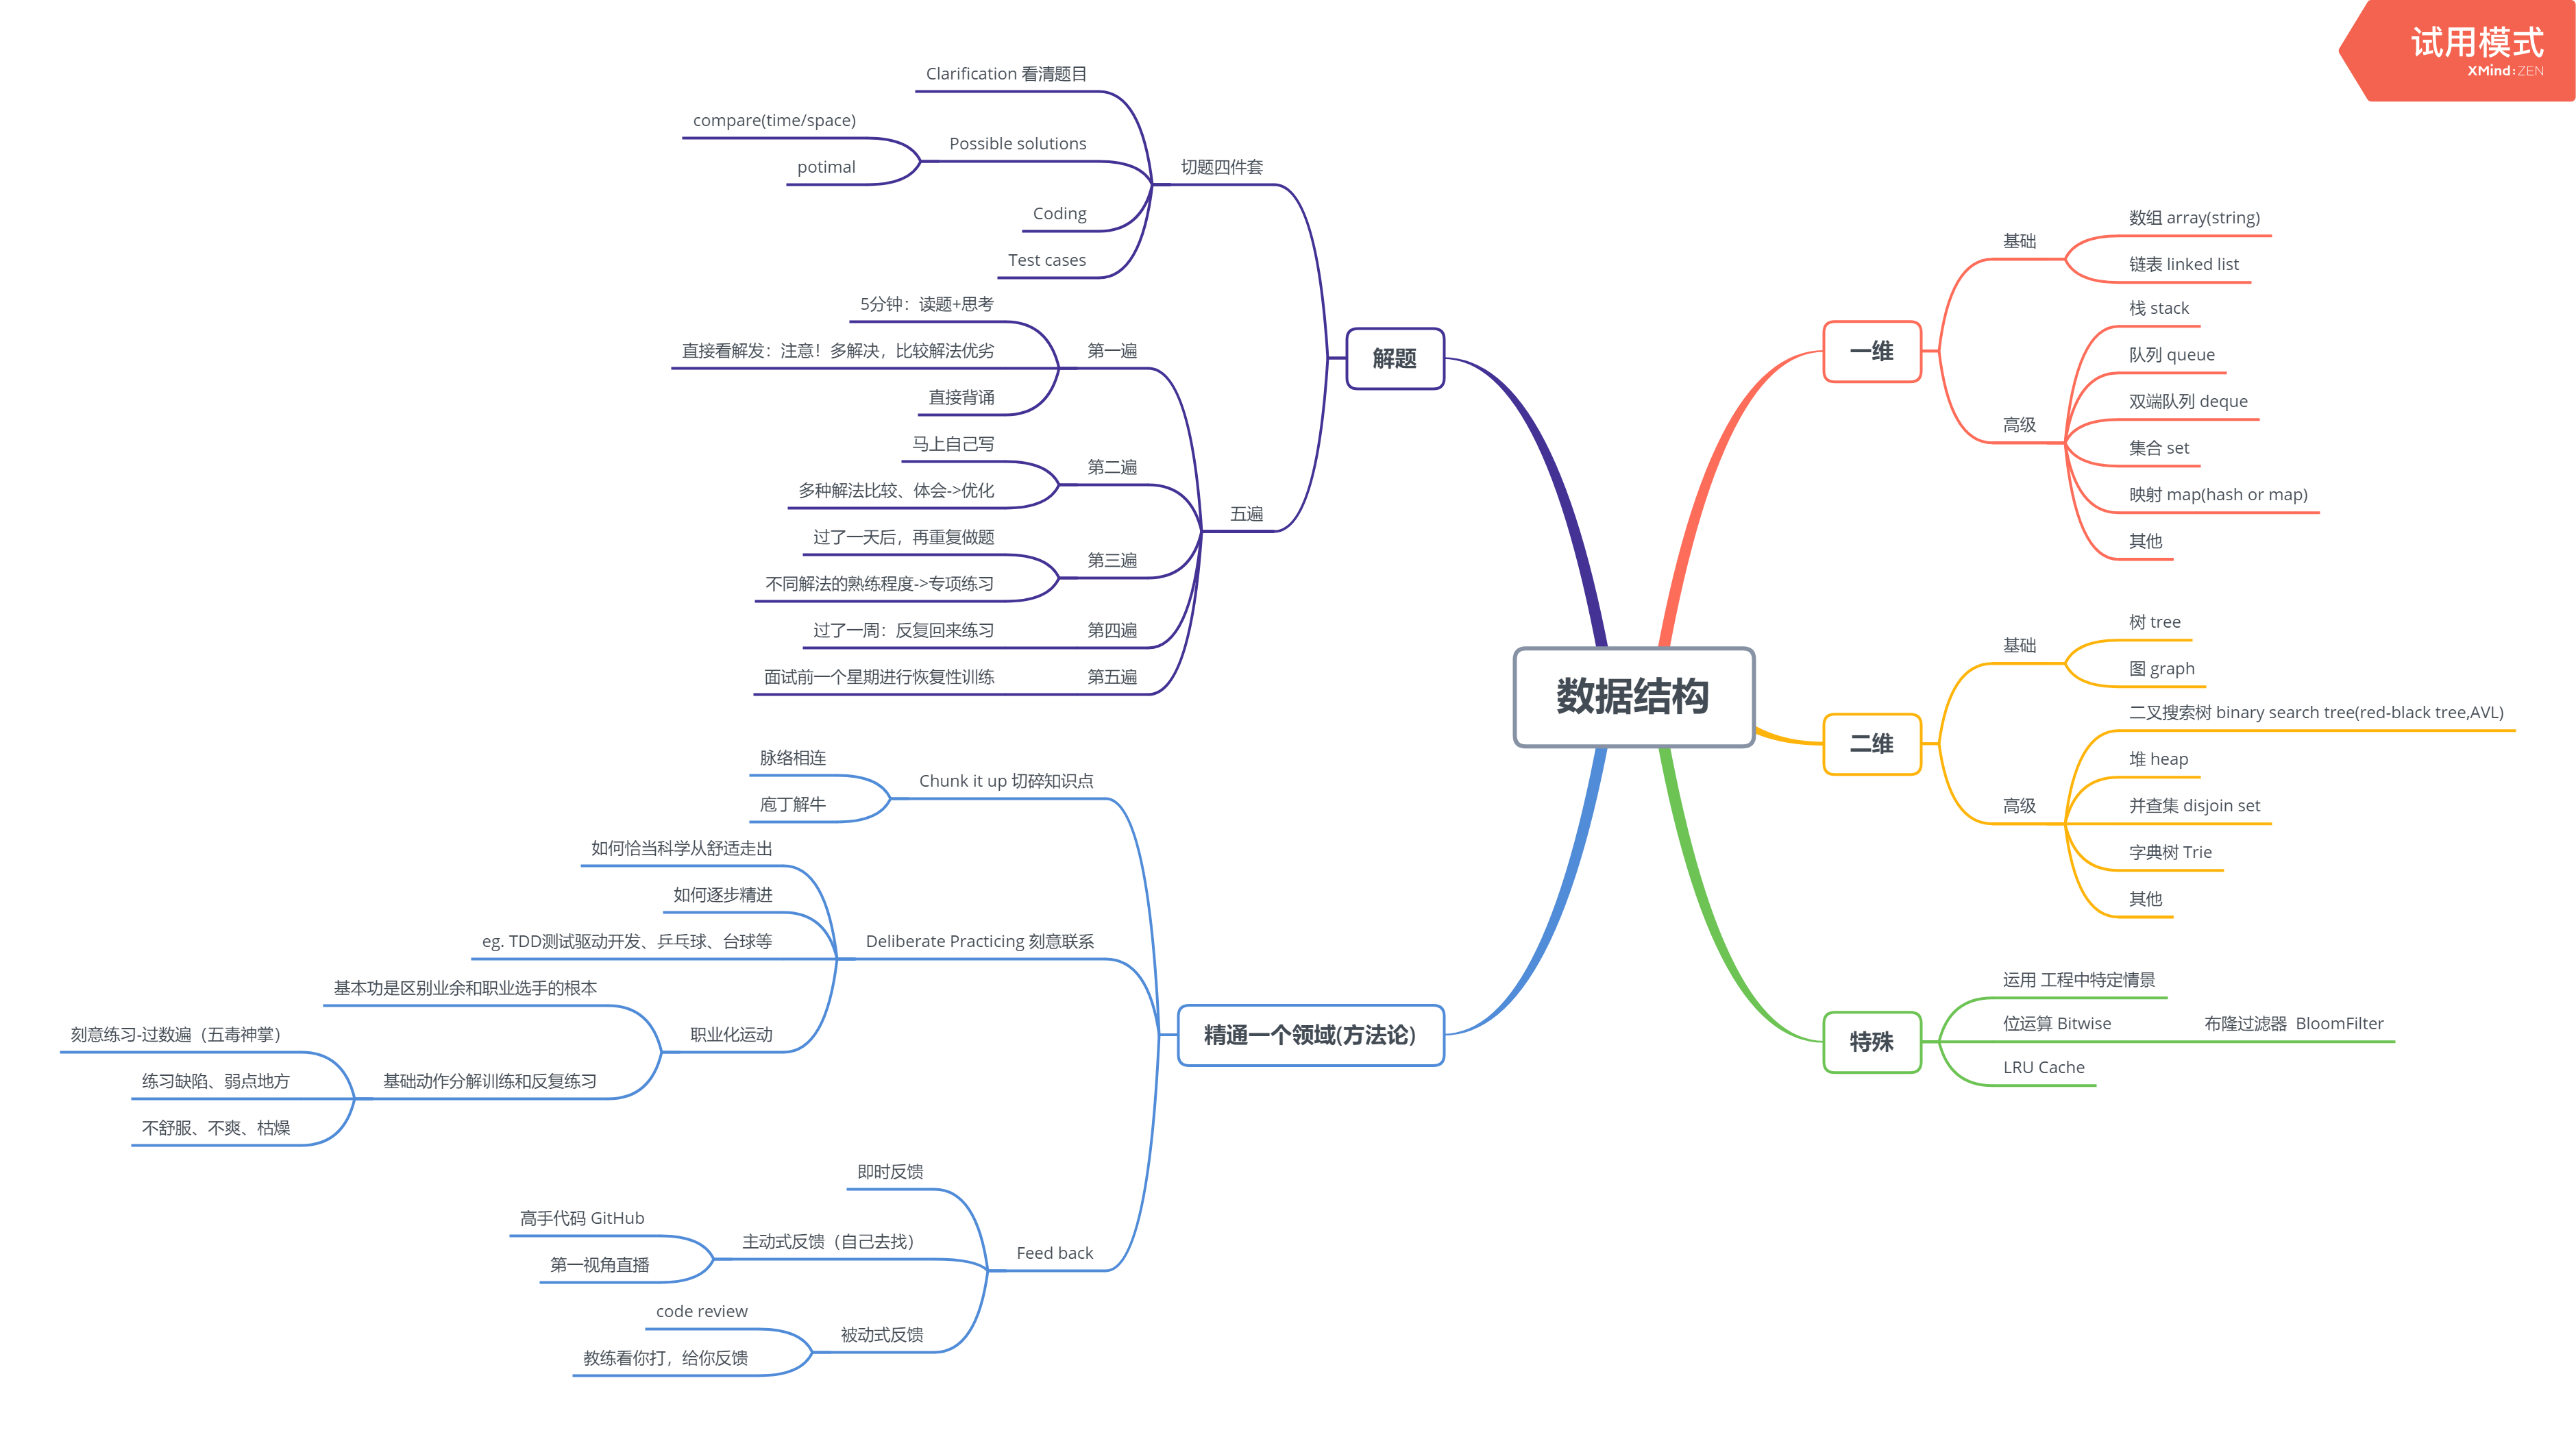 试用模式
XMind:ZEN
数据结构
一维
基础
数组 array(string)
链表 linked list
高级
栈 stack
队列 queue
双端队列 deque
集合 set
映射 map(hash or map)
其他
二维
基础
树 tree
图 graph
高级
二叉搜索树 binary search tree(red-black tree,AVL)
堆 heap
并查集 disjoin set
字典树 Trie
其他
特殊
运用 工程中特定情景
位运算 Bitwise
布隆过滤器 BloomFilter
LRU Cache
解题
切题四件套
Clarification 看清题目
Possible solutions
compare(time/space)
potimal
Coding
Test cases
五遍
第一遍
5分钟：读题+思考
直接看解发：注意！多解决，比较解法优劣
直接背诵
第二遍
马上自己写
多种解法比较、体会->优化
第三遍
过了一天后，再重复做题
不同解法的熟练程度->专项练习
第四遍
过了一周：反复回来练习
第五遍
面试前一个星期进行恢复性训练
精通一个领域(方法论)
Chunk it up 切碎知识点
脉络相连
庖丁解牛
Deliberate Practicing 刻意联系
如何恰当科学从舒适走出
如何逐步精进
eg. TDD测试驱动开发、乒乓球、台球等
职业化运动
基本功是区别业余和职业选手的根本
基础动作分解训练和反复练习
刻意练习-过数遍（五毒神掌）
练习缺陷、弱点地方
不舒服、不爽、枯燥
Feed back
即时反馈
主动式反馈（自己去找）
高手代码 GitHub
第一视角直播
被动式反馈
code review
教练看你打，给你反馈